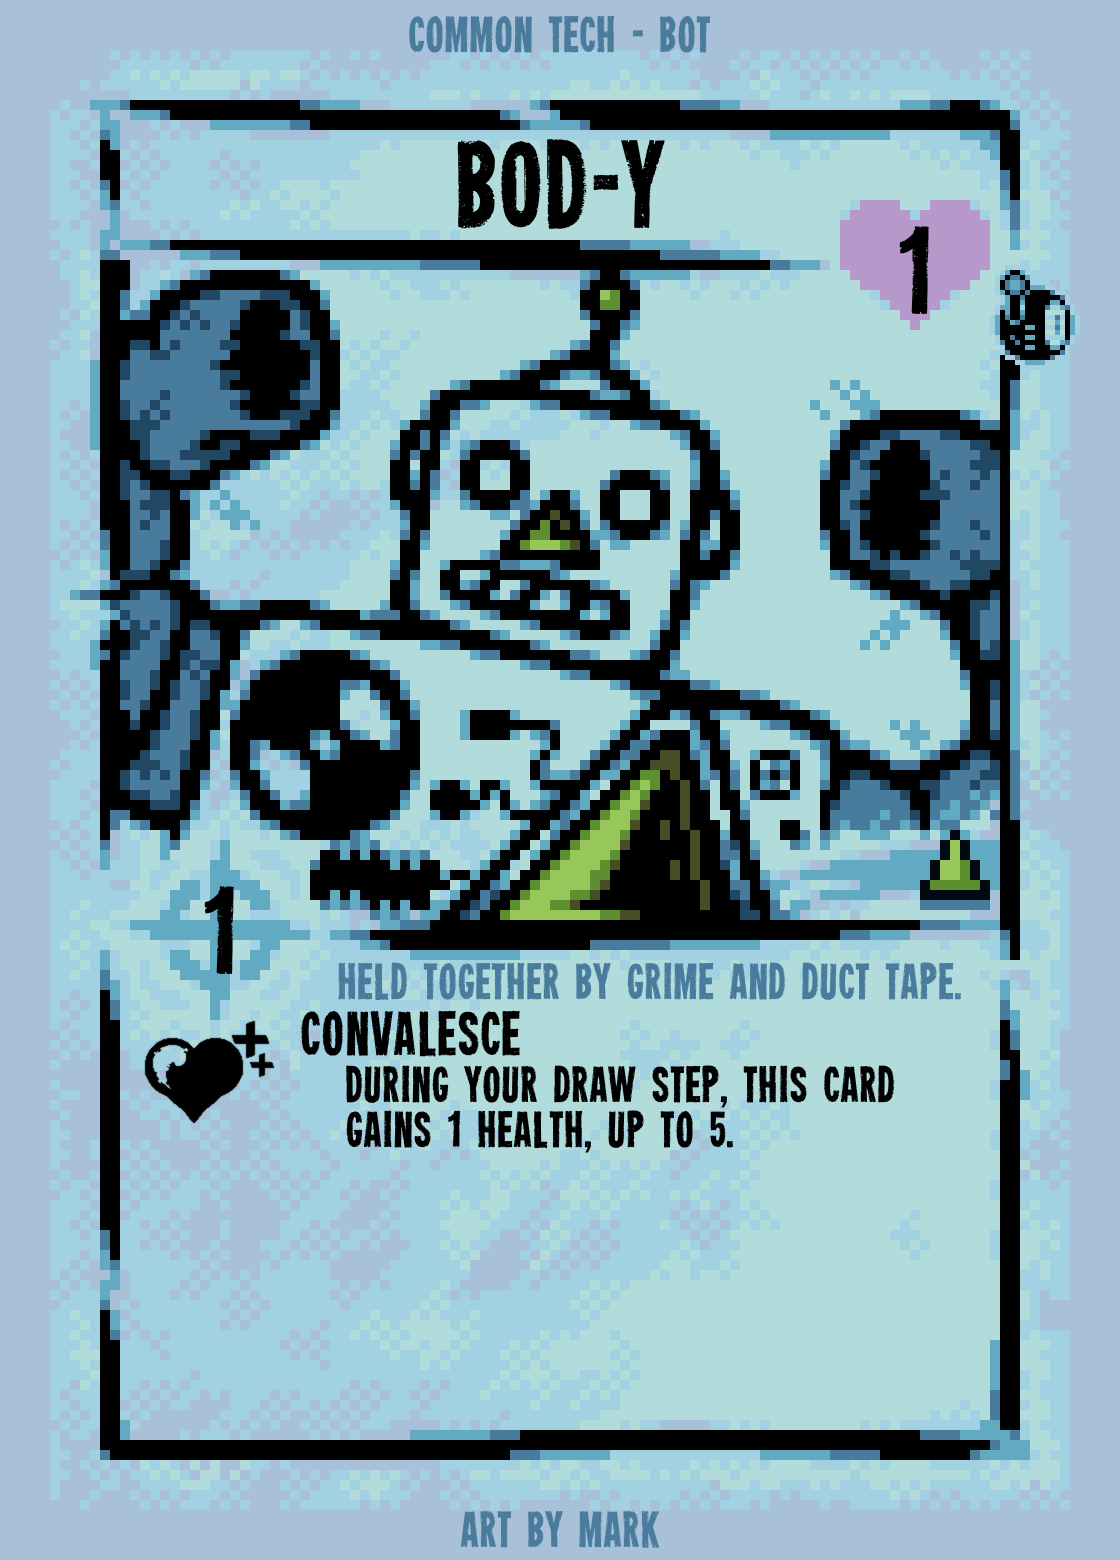 COMMON TECH - BOT
BOD-Y
1
1
HELD TOGETHER BY GRIME AND DUCT TAPE.
CONVALESCE
DURING YOUR DRAW STEP, THIS CARD
GAINS 1 HEALTH, UP TO 5.
ART BY MARK